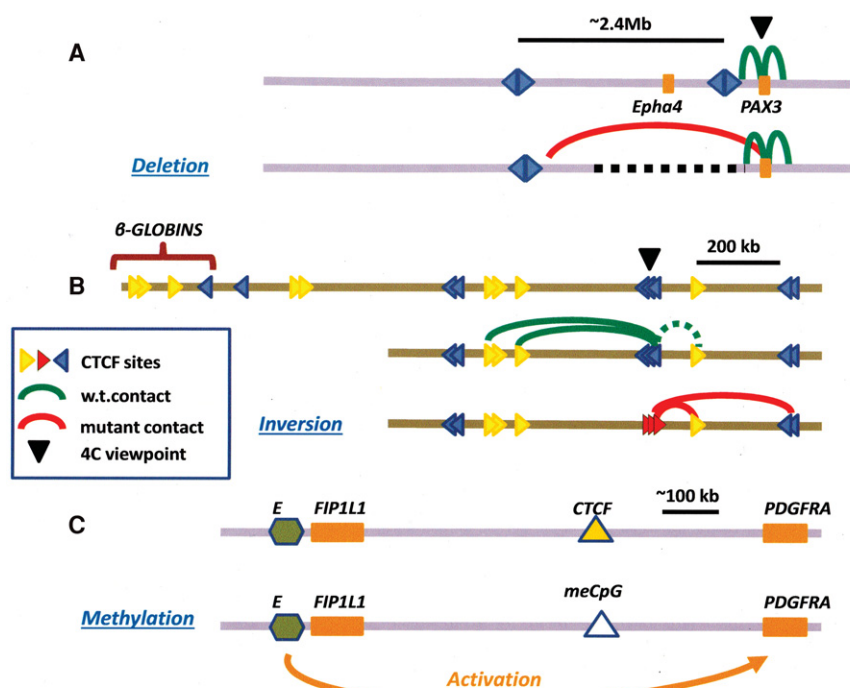 A
~2.4Mb
Epha4
PAX3
Deletion
β-GLOBINS
200 kb
B
CTCF sites
w.t.contact
mutant contact
4C viewpoint
Inversion
C
~100 kb
E
FIP1L1
CTCF
PDGFRA
meCpG
E
FIP1L1
PDGFRA
Methylation
Activation